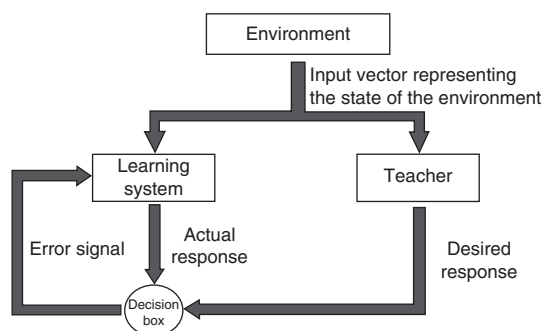 Environment
Input vector representing
the state of the environment
Learning
system
Teacher
Error signal
Actual
response
Desired
response
Decision
box